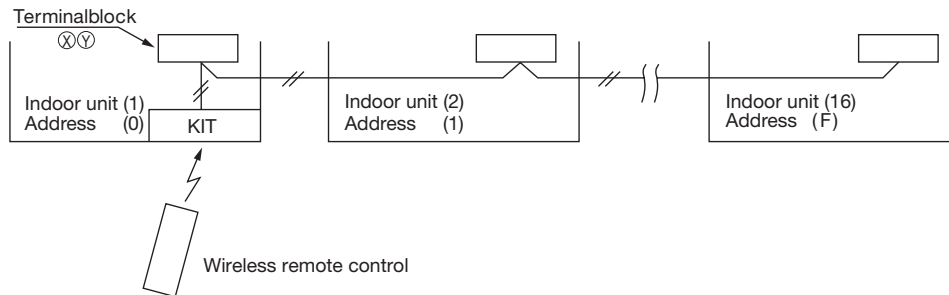 Terminalblock
ⓍⓎ
Indoor unit (1)
Address (0)
KIT
Indoor unit (2)
Address (1)
Indoor unit (16)
Address (F)
Wireless remote control